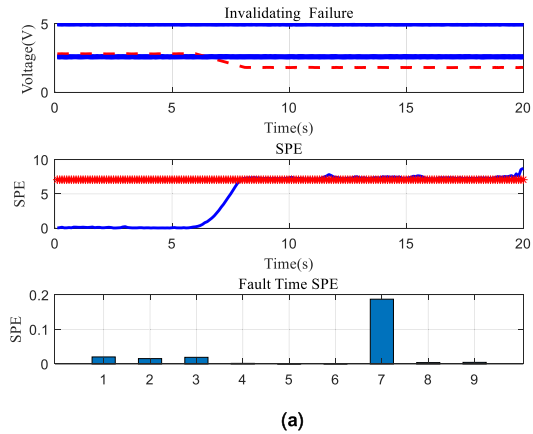 Invalidating Failure
Voltage(V)
5
0
0 5 10 15 20
Time(s)
SPE
SPE
10
5
0
0 5 10 15 20
Time(s)
Fault Time SPE
SPE
0.2
0.1
0
1 2 3 4 5 6 7 8 9
(a)